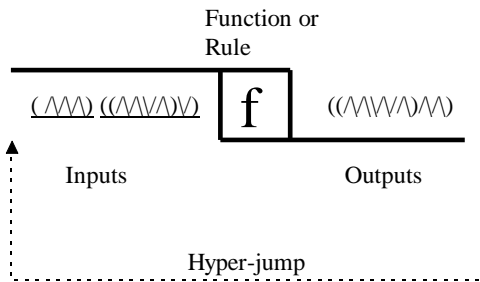 Function or
Rule
f
Inputs
Outputs
Hyper-jump